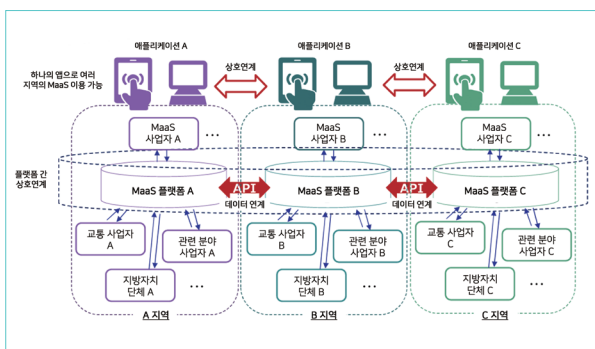 애플리케이션 A
애플리케이션 B
애플리케이션 C
하나의 앱으로 여러
지역의 MaaS 이용 가능
상호연계
상호연계
MaaS
사업자 A
...
MaaS
사업자 B
...
MaaS
사업자 C
...
플랫폼 간
상호연계
MaaS 플랫폼 A
API
데이터 연계
MaaS 플랫폼 B
API
데이터 연계
MaaS 플랫폼 C
교통 사업자
A
관련 분야
사업자 A
교통 사업자
B
관련 분야
사업자 B
교통 사업자
C
관련 분야
사업자 C
지방자치
단체 A
...
지방자치
단체 B
...
지방자치
단체 C
...
A 지역
B 지역
C 지역